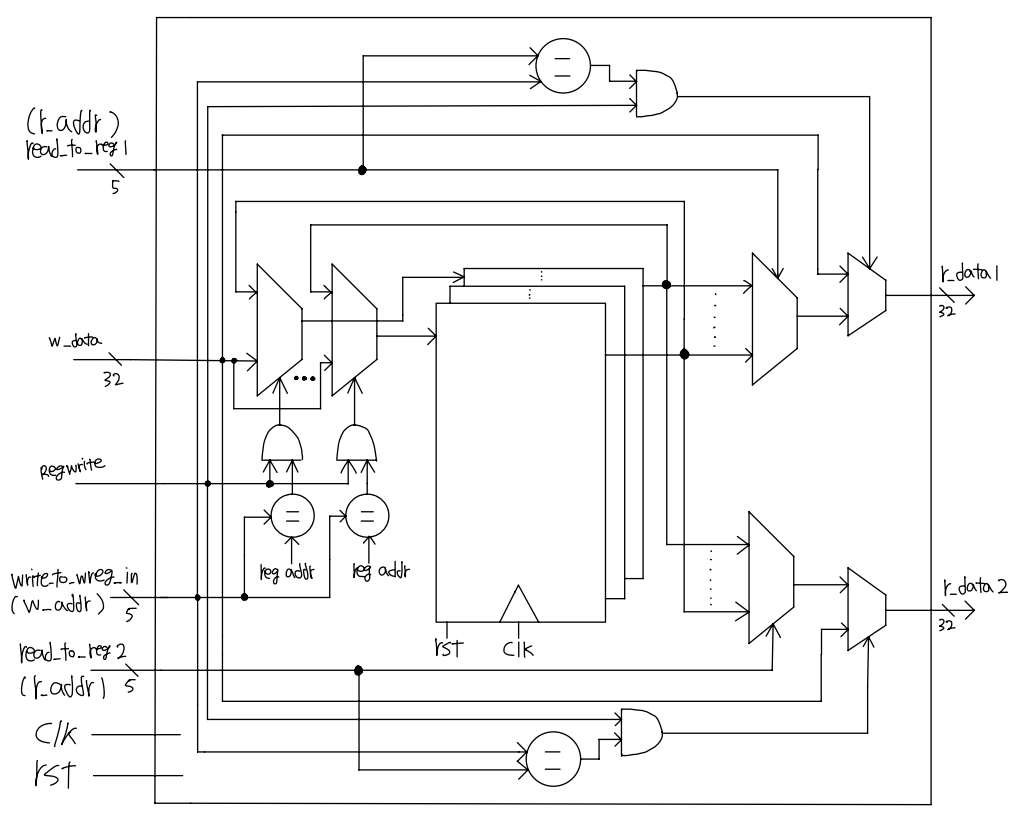 (r_addr)
read_to_reg1
5
w_data
32
Regwrite
write_to_wreg_in
(w_addr)
5
read_to_reg2
(r_addr)
5
clk
rst
=
=
=
reg addr
reg addr
rst
clk
=
r_data1
32
r_data2
32